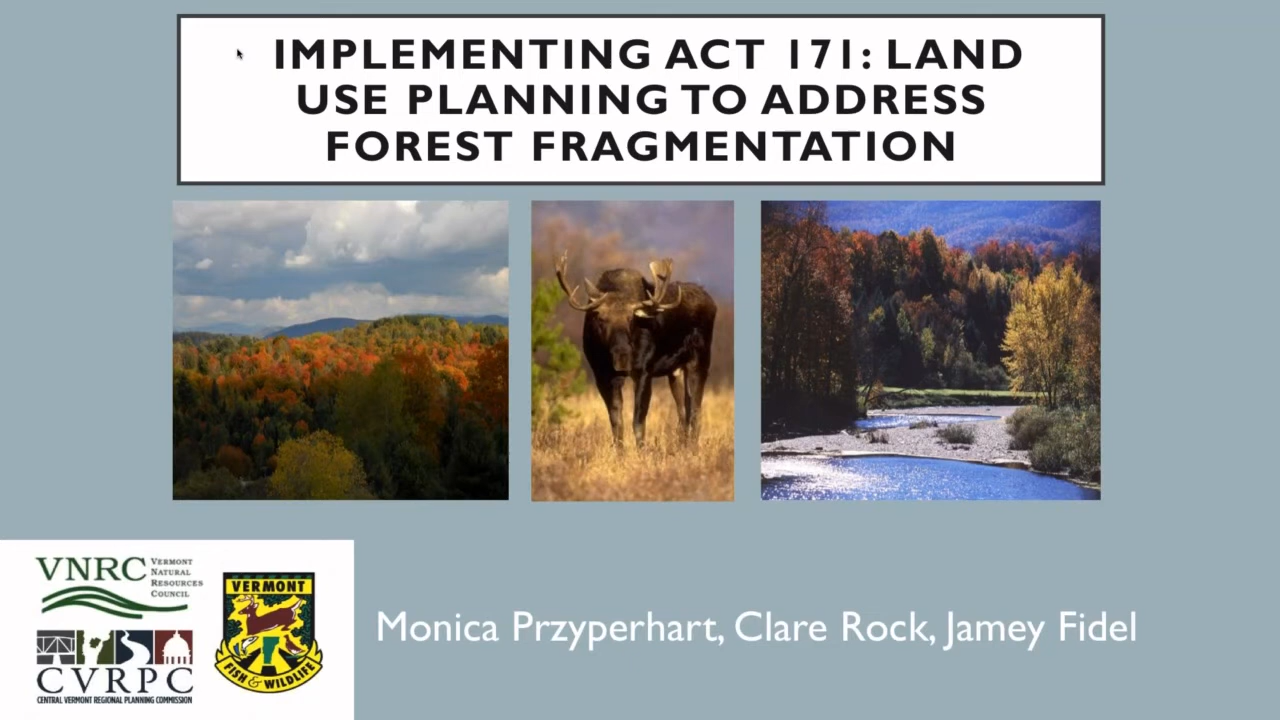 IMPLEMENTING ACT 171: LAND
USE PLANNING TO ADDRESS
FOREST FRAGMENTATION
VNRC
VERMONT
NATURAL
RESOURCES
COUNCIL
VERMONT
FISH & WILDLIFE
CVRPC
CENTRAL VERMONT REGIONAL PLANNING COMMISSION
Monica Przyperhart, Clare Rock, Jamey Fidel